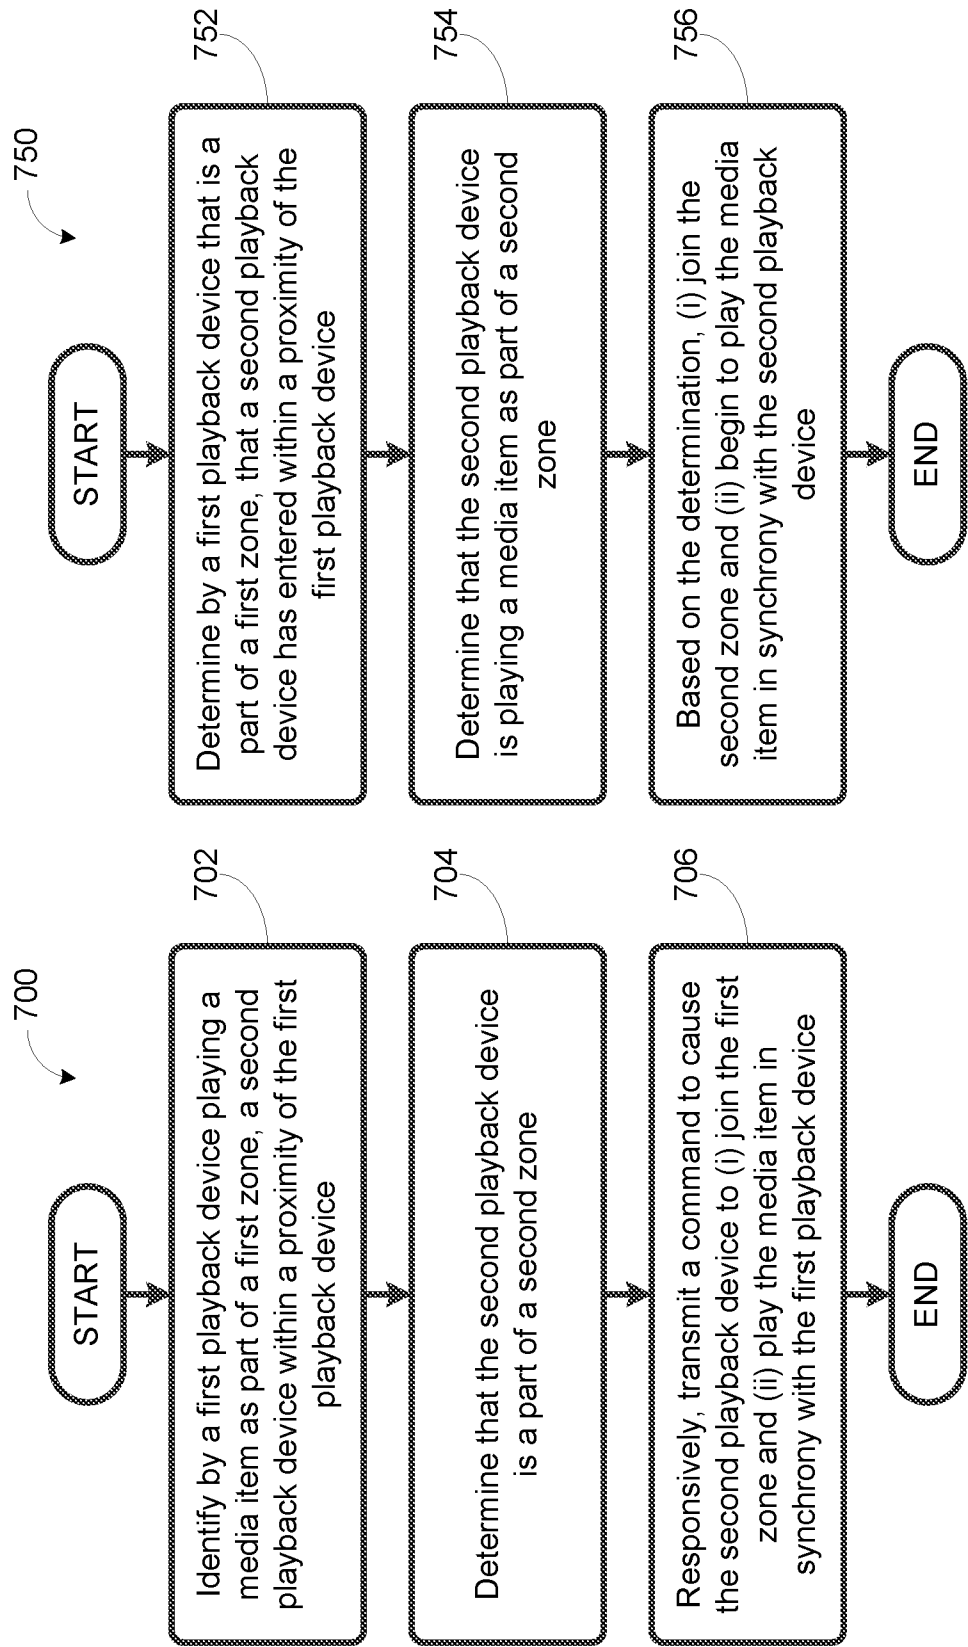 700
START
Identify by a first playback device playing a
media item as part of a first zone, a second
playback device within a proximity of the first
playback device
702
Determine that the second playback device
is a part of a second zone
704
Responsively, transmit a command to cause
the second playback device to (i) join the first
zone and (ii) play the media item in
synchrony with the first playback device
706
END
750
START
Determine by a first playback device that is a
part of a first zone, that a second playback
device has entered within a proximity of the
first playback device
752
Determine that the second playback device
is playing a media item as part of a second
zone
754
Based on the determination, (i) join the
second zone and (ii) begin to play the media
item in synchrony with the second playback
device
756
END